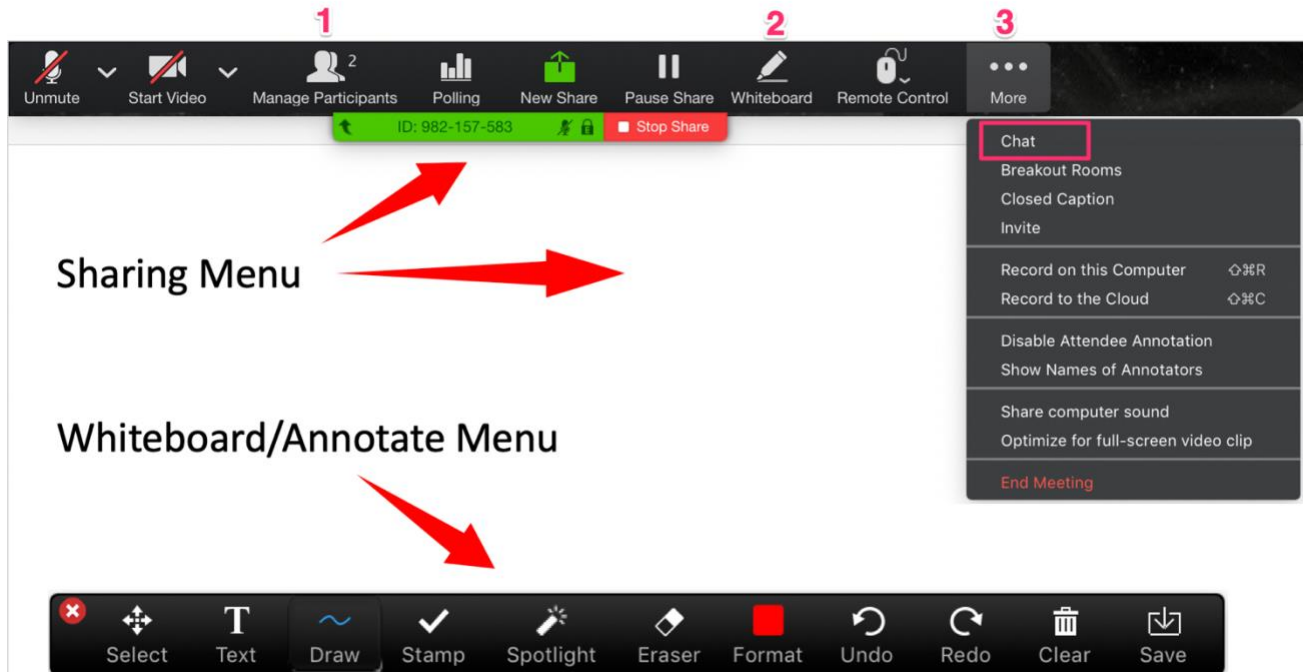 1 2 3
2
Unmute Start Video Manage Participants Polling New Share Pause Share Whiteboard Remote Control More
ID: 982-157-583 Stop Share
Chat
Breakout Rooms
Closed Caption
Invite
Record on this Computer ⇧⌘R
Record to the Cloud ⇧⌘C
Disable Attendee Annotation
Show Names of Annotators
Share computer sound
Optimize for full-screen video clip
End Meeting
Sharing Menu
Whiteboard/Annotate Menu
T
Select Text Draw Stamp Spotlight Eraser Format Undo Redo Clear Save